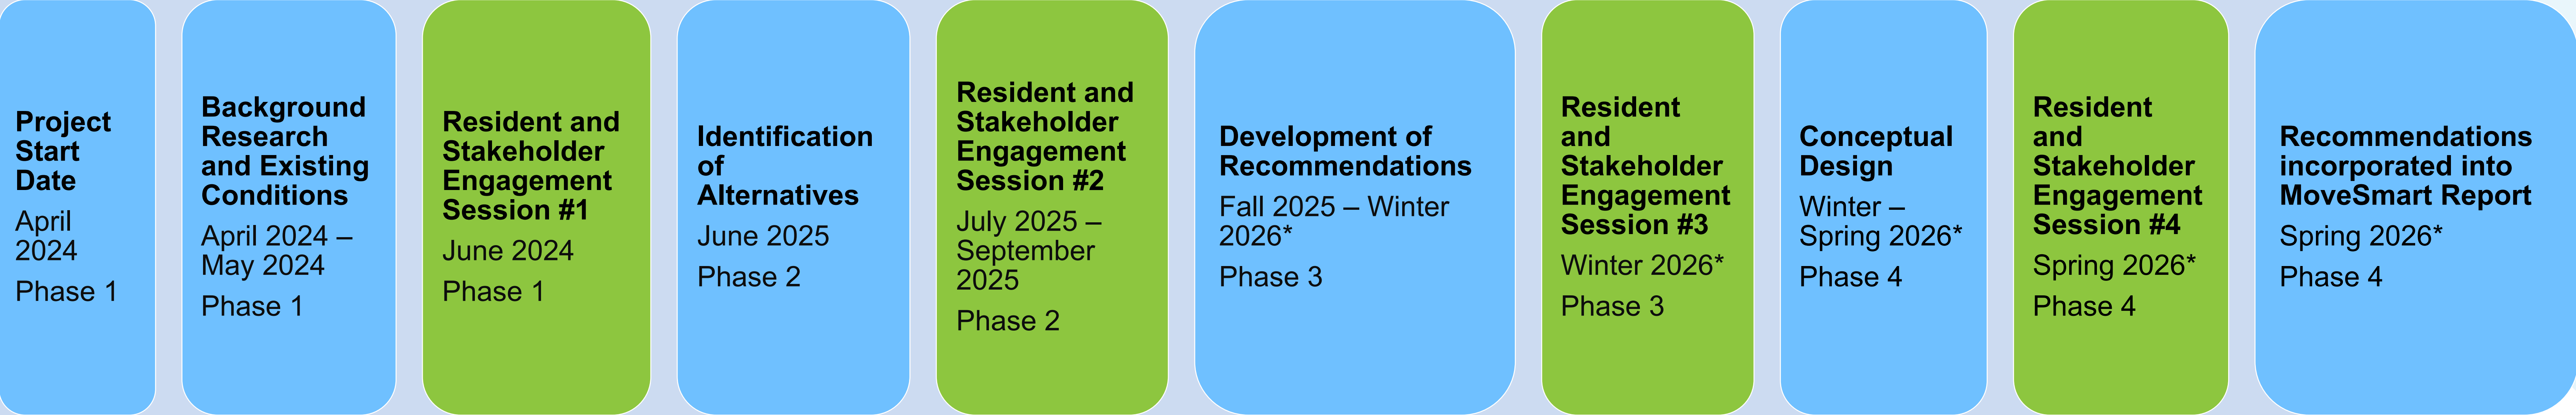 Project
Start
Date
April
2024
Phase 1
Background
Research
and Existing
Conditions
April 2024 –
May 2024
Phase 1
Resident and
Stakeholder
Engagement
Session #1
June 2024
Phase 1
Identification
of
Alternatives
June 2025
Phase 2
Resident and
Stakeholder
Engagement
Session #2
July 2025 –
September
2025
Phase 2
Development of
Recommendations
Fall 2025 – Winter
2026*
Phase 3
Resident
and
Stakeholder
Engagement
Session #3
Winter 2026*
Phase 3
Conceptual
Design
Winter –
Spring 2026*
Phase 4
Resident
and
Stakeholder
Engagement
Session #4
Spring 2026*
Phase 4
Recommendations
incorporated into
MoveSmart Report
Spring 2026*
Phase 4